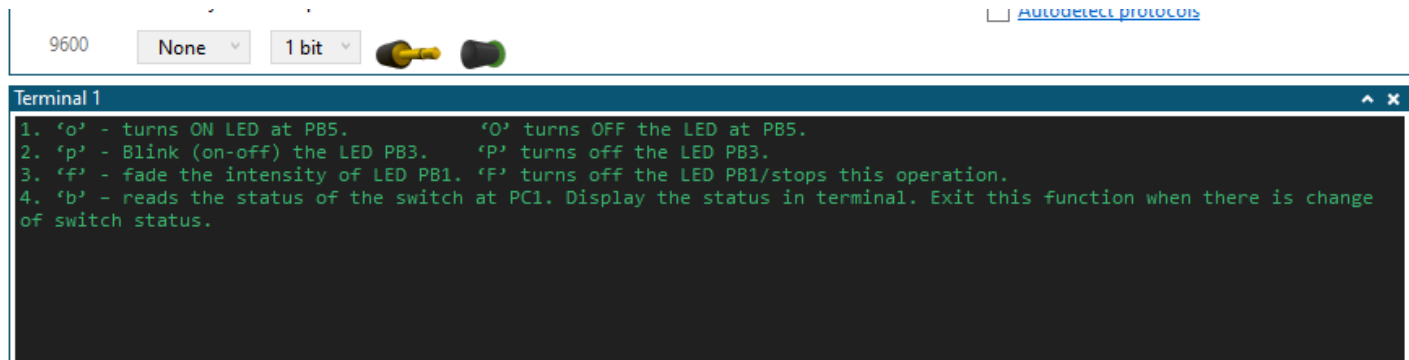 Autodetect protocols
9600 None 1 bit
Terminal 1
1. ‘o’ - turns ON LED at PB5. ‘O’ turns OFF the LED at PB5.
2. ‘p’ - Blink (on-off) the LED PB3. ‘P’ turns off the LED PB3.
3. ‘f’ - fade the intensity of LED PB1. ‘F’ turns off the LED PB1/stops this operation.
4. ‘b’ – reads the status of the switch at PC1. Display the status in terminal. Exit this function when there is change
of switch status.